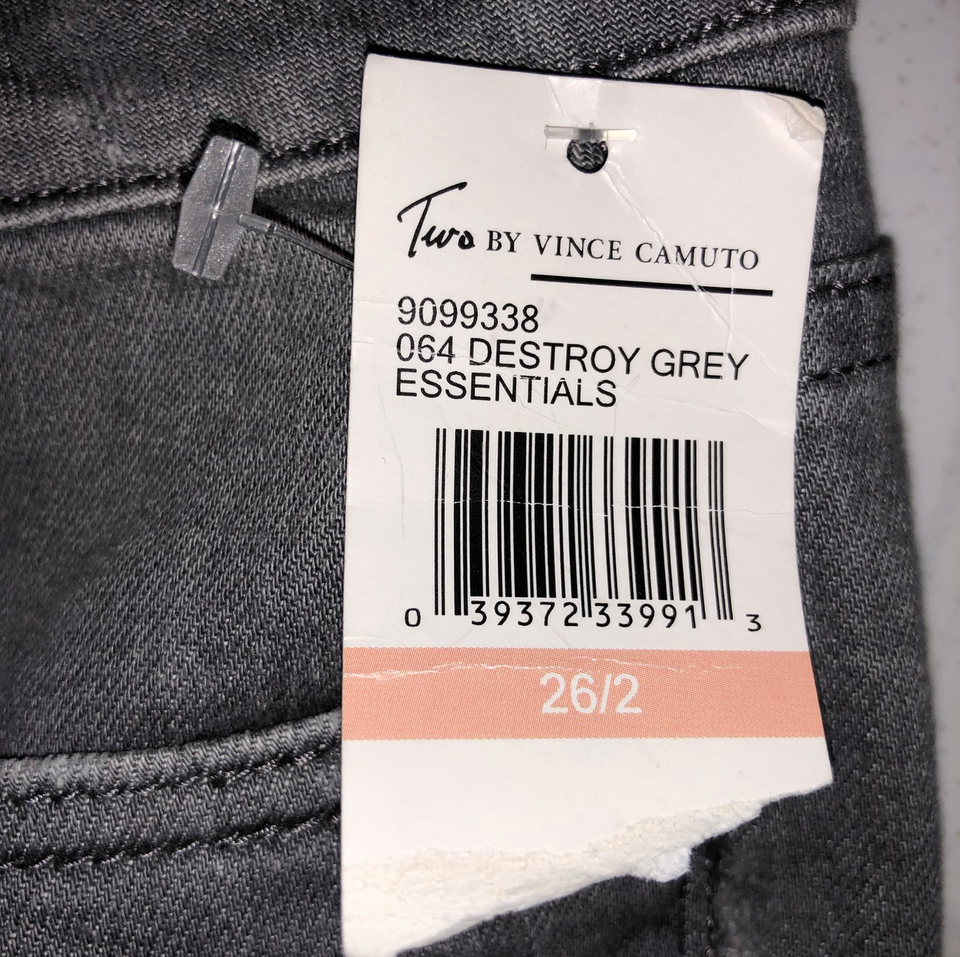 Two BY VINCE CAMUTO
9099338
064 DESTROY GREY
ESSENTIALS
0 39372 33991 3
26/2